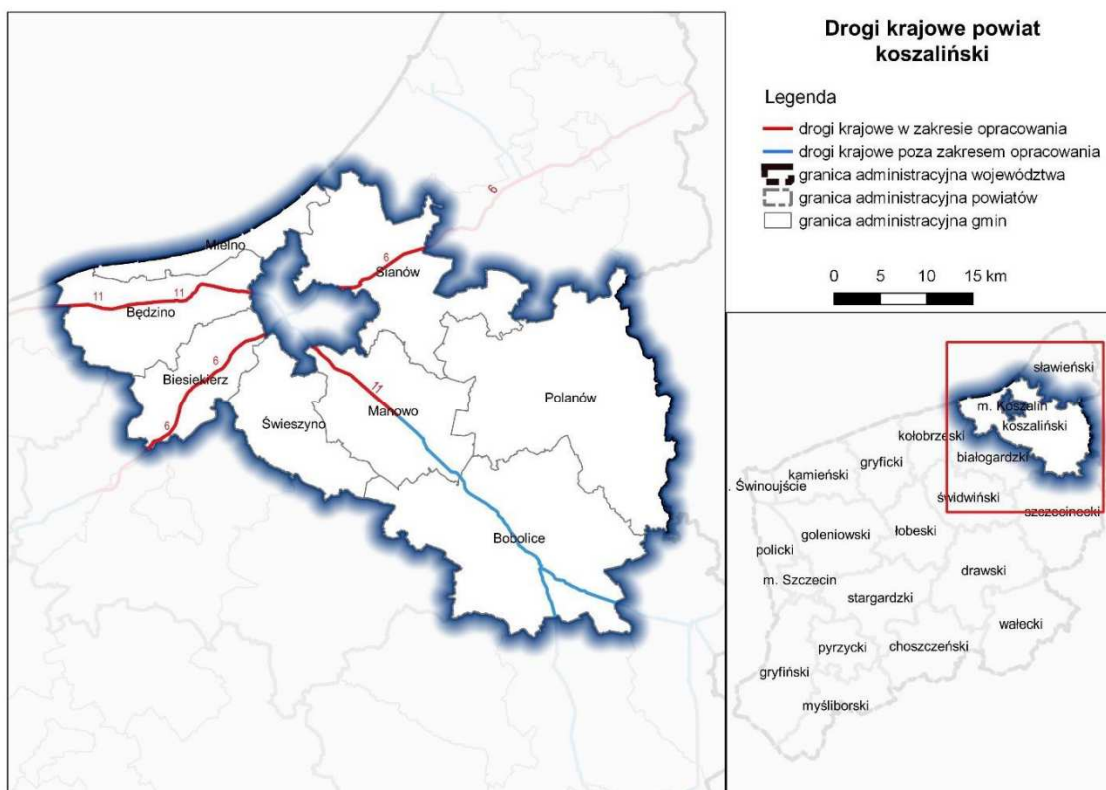 Drogi krajowe powiat
koszaliński
Legenda
drogi krajowe w zakresie opracowania
drogi krajowe poza zakresem opracowania
granica administracyjna województwa
granica administracyjna powiatów
granica administracyjna gmin
0 5 10 15 km
6
Mielno
6
Sianów
11
11
Będzino
6
Biesiekierz
11
Manowo
Świeszyno
Polanów
6
Bobolice
sławieński
m. Koszalin
koszaliński
kołobrzeski
białogardzki
gryficki
kamieński
. Świnoujście
świdwiński
szczecinecki
łobeski
goleniowski
policki
drawski
m. Szczecin
stargardzki
wałecki
pyrzycki
choszczeński
gryfiński
myśliborski